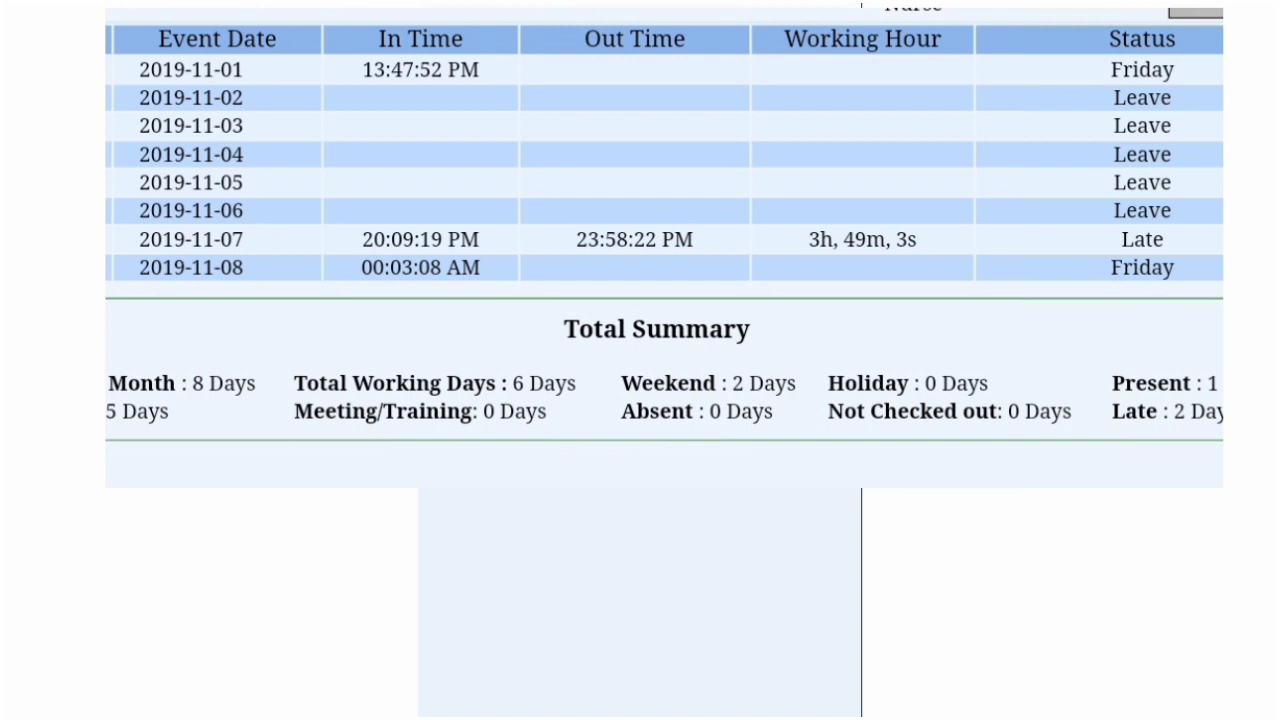 Nurse
Event Date In Time Out Time Working Hour Status
2019-11-01 13:47:52 PM Friday
2019-11-02 Leave
2019-11-03 Leave
2019-11-04 Leave
2019-11-05 Leave
2019-11-06 Leave
2019-11-07 20:09:19 PM 23:58:22 PM 3h, 49m, 3s Late
2019-11-08 00:03:08 AM Friday
Total Summary
Month : 8 Days Total Working Days : 6 Days Weekend : 2 Days Holiday : 0 Days Present : 1
5 Days Meeting/Training: 0 Days Absent : 0 Days Not Checked out: 0 Days Late : 2 Day